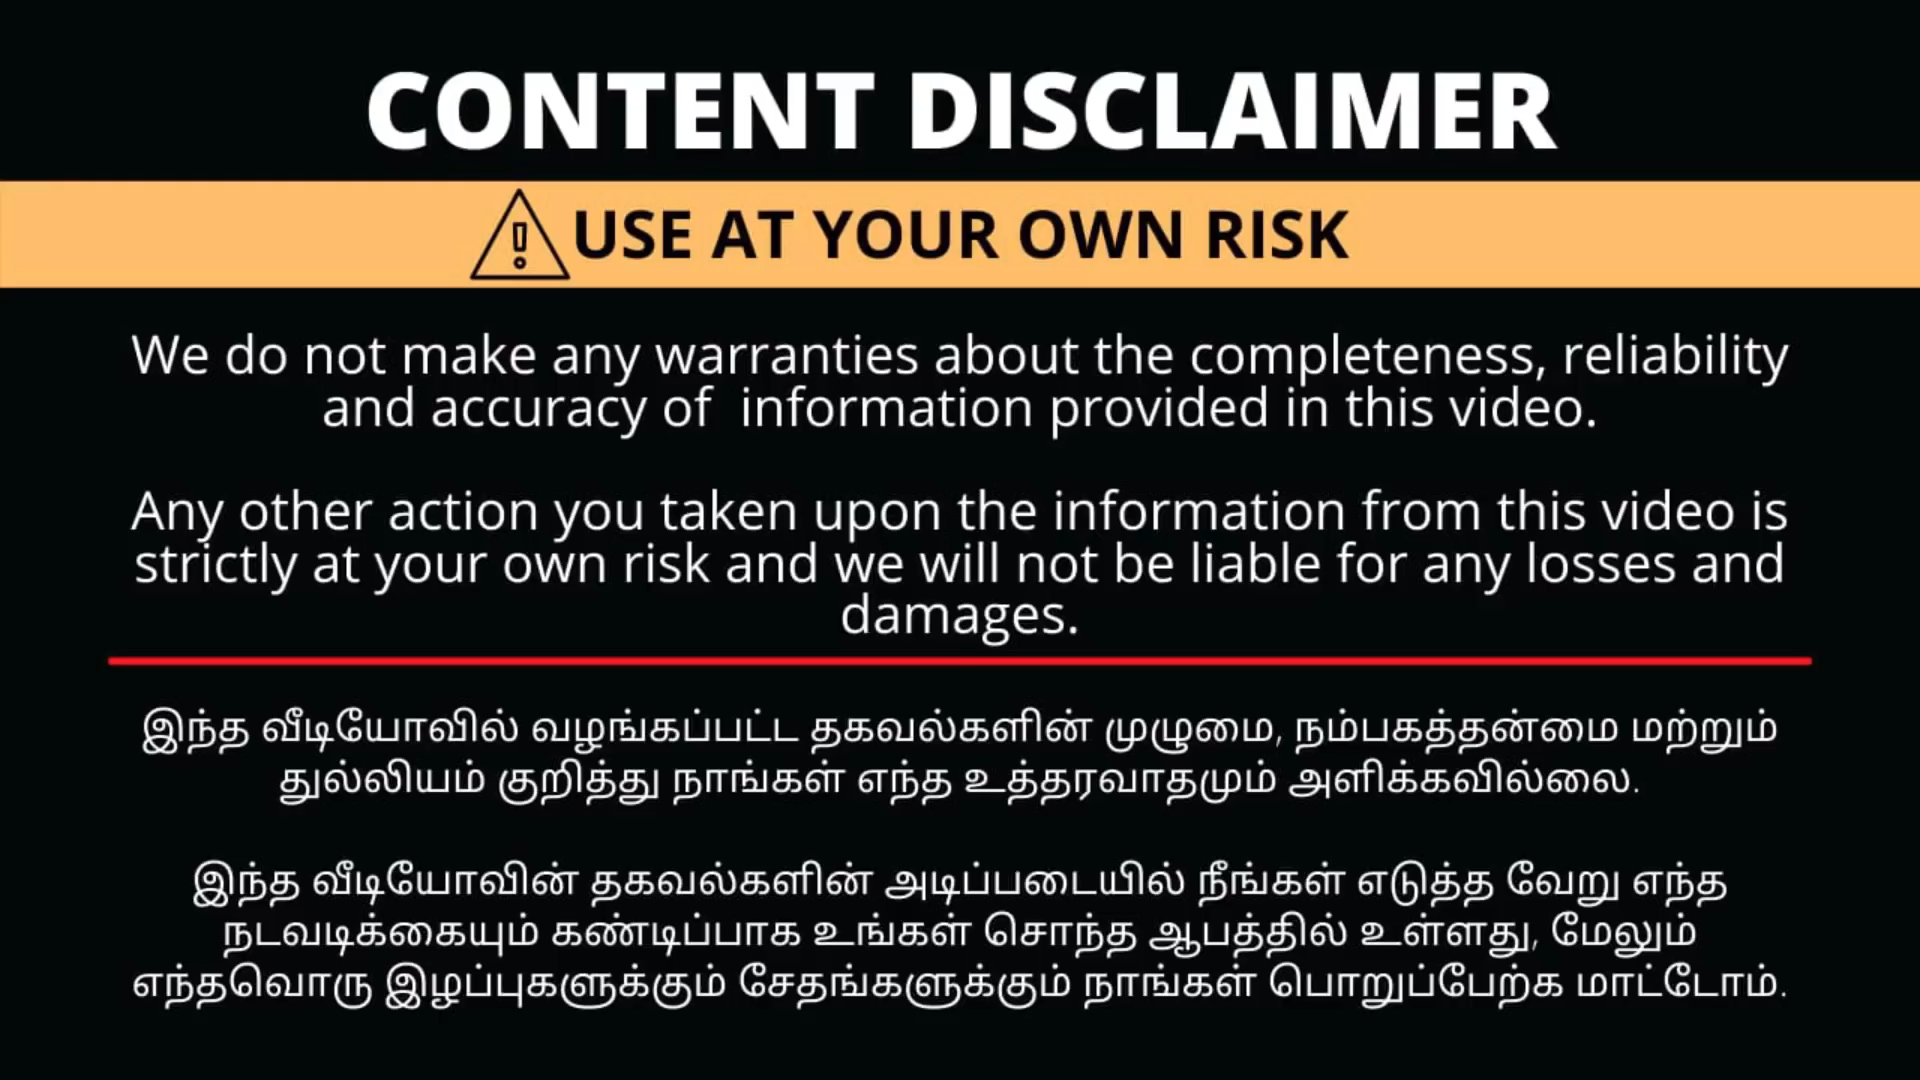 CONTENT DISCLAIMER
USE AT YOUR OWN RISK
We do not make any warranties about the completeness, reliability
and accuracy of  information provided in this video.
Any other action you taken upon the information from this video is
strictly at your own risk and we will not be liable for any losses and
damages.
இந்த வீடியோவில் வழங்கப்பட்ட தகவல்களின் முழுமை, நம்பகத்தன்மை மற்றும்
துல்லியம் குறித்து நாங்கள் எந்த உத்தரவாதமும் அளிக்கவில்லை.
இந்த வீடியோவின் தகவல்களின் அடிப்படையில் நீங்கள் எடுத்த வேறு எந்த
நடவடிக்கையும் கண்டிப்பாக உங்கள் சொந்த ஆபத்தில் உள்ளது, மேலும்
எந்தவொரு இழப்புகளுக்கும் சேதங்களுக்கும் நாங்கள் பொறுப்பேற்க மாட்டோம்.